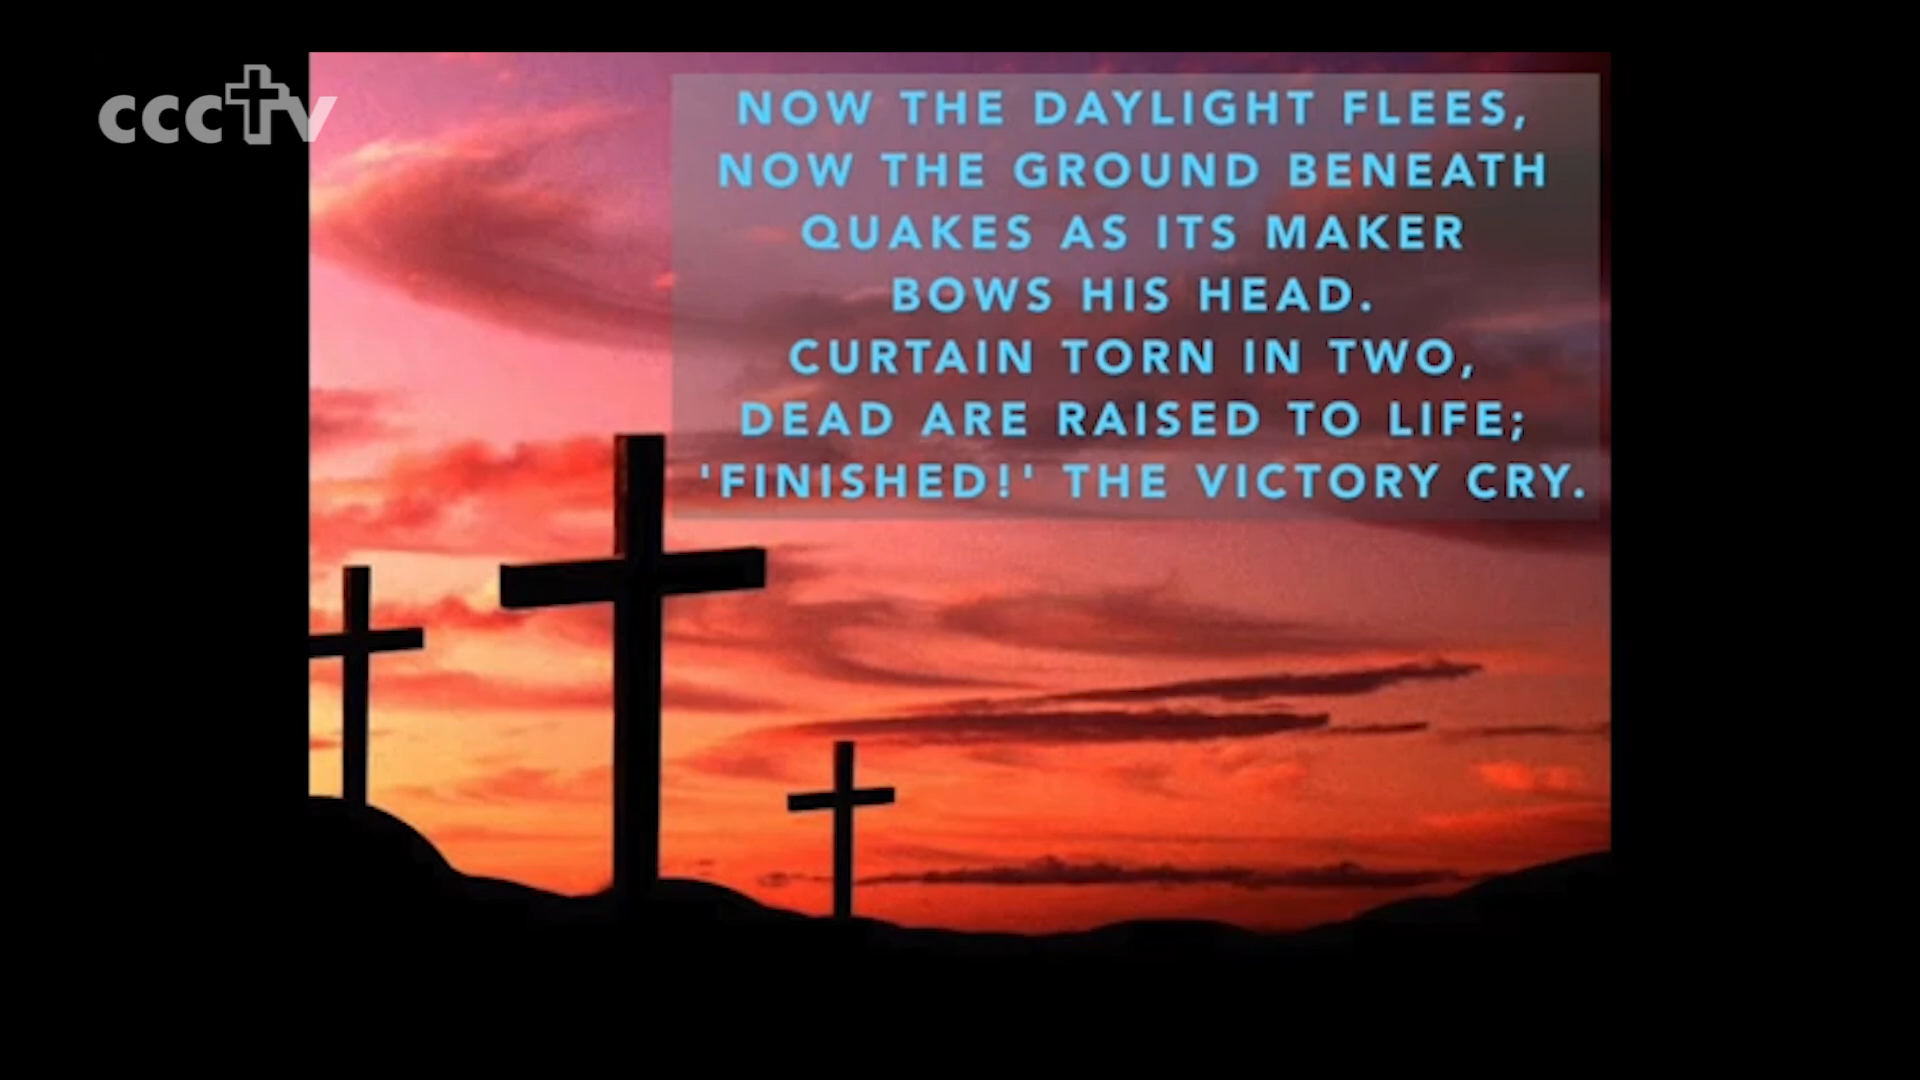 cccTV
NOW THE DAYLIGHT FLEES,
NOW THE GROUND BENEATH
QUAKES AS ITS MAKER
BOWS HIS HEAD.
CURTAIN TORN IN TWO,
DEAD ARE RAISED TO LIFE;
'FINISHED!' THE VICTORY CRY.